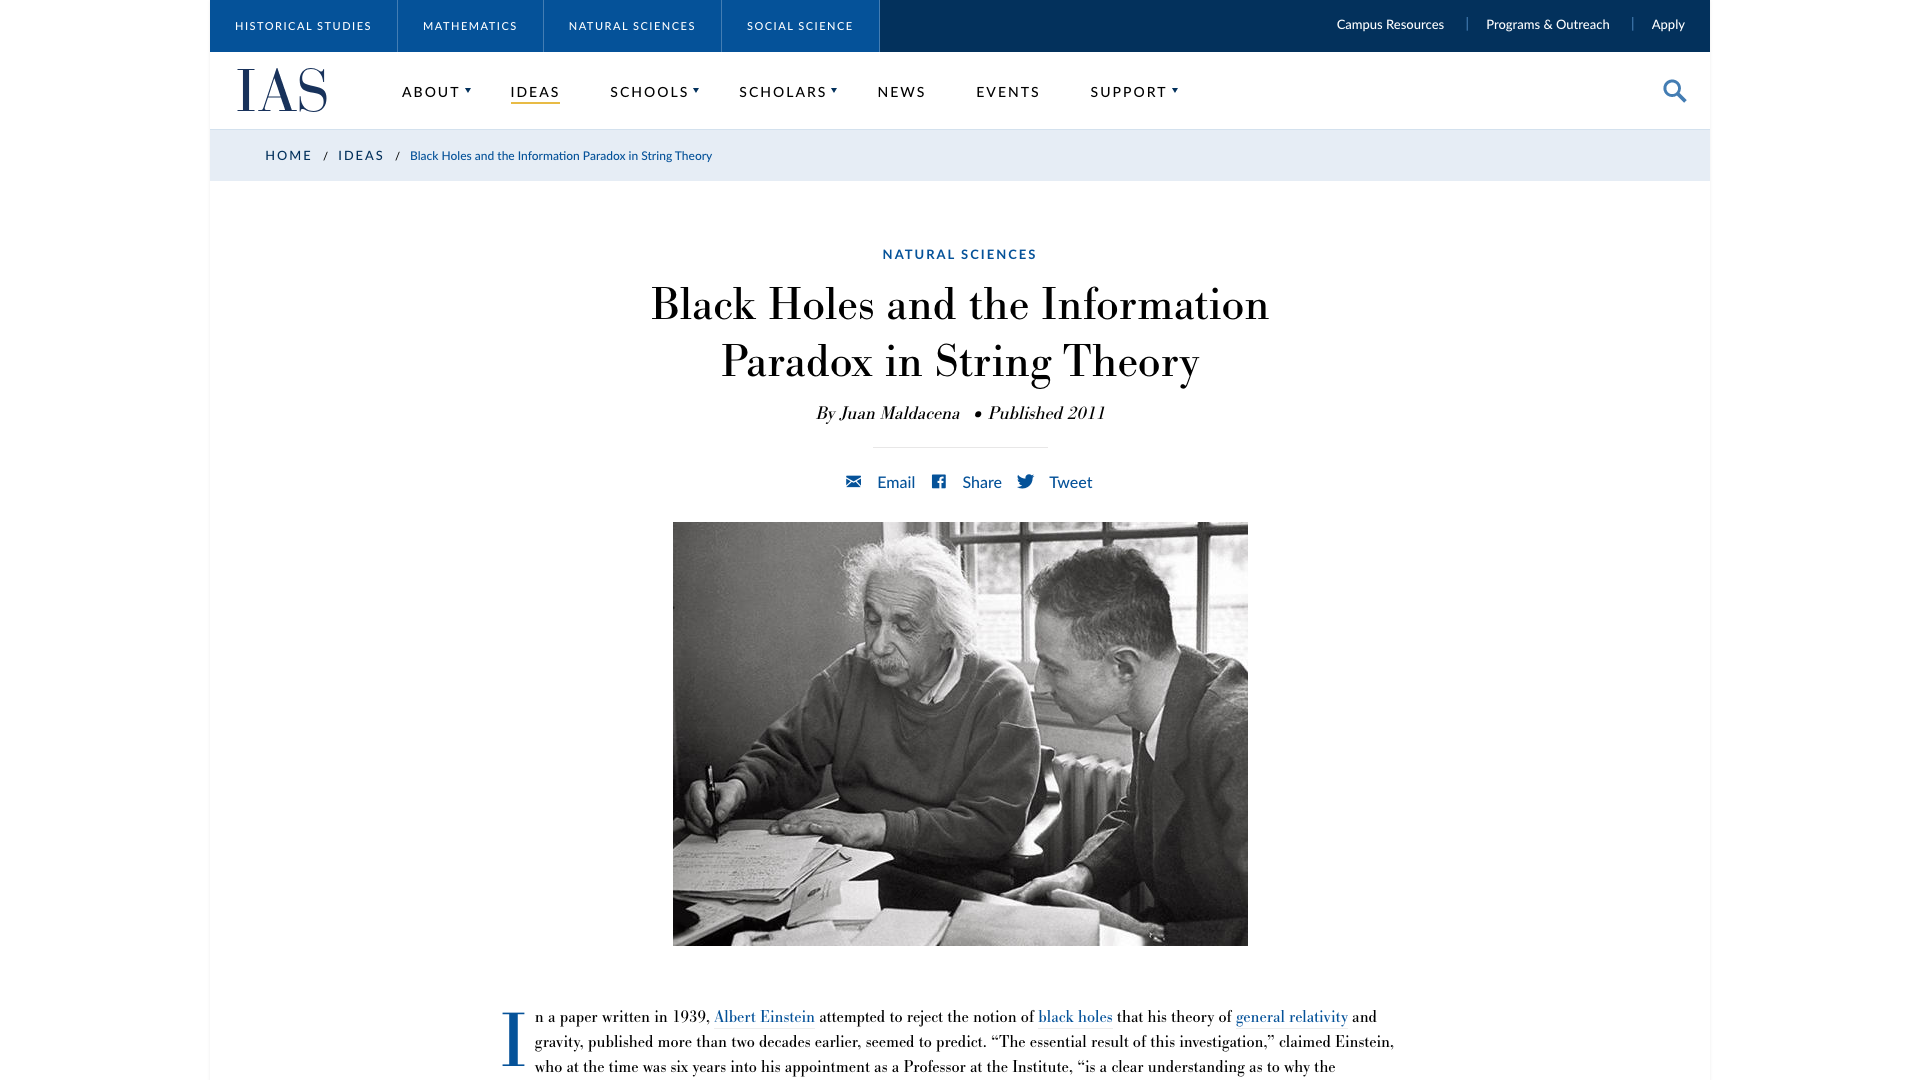 HISTORICAL STUDIES
MATHEMATICS
NATURAL SCIENCES
SOCIAL SCIENCE
Campus Resources
Programs & Outreach
Apply
IAS
ABOUT
IDEAS
SCHOOLS
SCHOLARS
NEWS
EVENTS
SUPPORT
HOME / IDEAS / Black Holes and the Information Paradox in String Theory
NATURAL SCIENCES
Black Holes and the Information
Paradox in String Theory
By Juan Maldacena • Published 2011
Email
Share
Tweet
In a paper written in 1939, Albert Einstein attempted to reject the notion of black holes that his theory of general relativity and
gravity, published more than two decades earlier, seemed to predict. “The essential result of this investigation,” claimed Einstein,
who at the time was six years into his appointment as a Professor at the Institute, “is a clear understanding as to why the